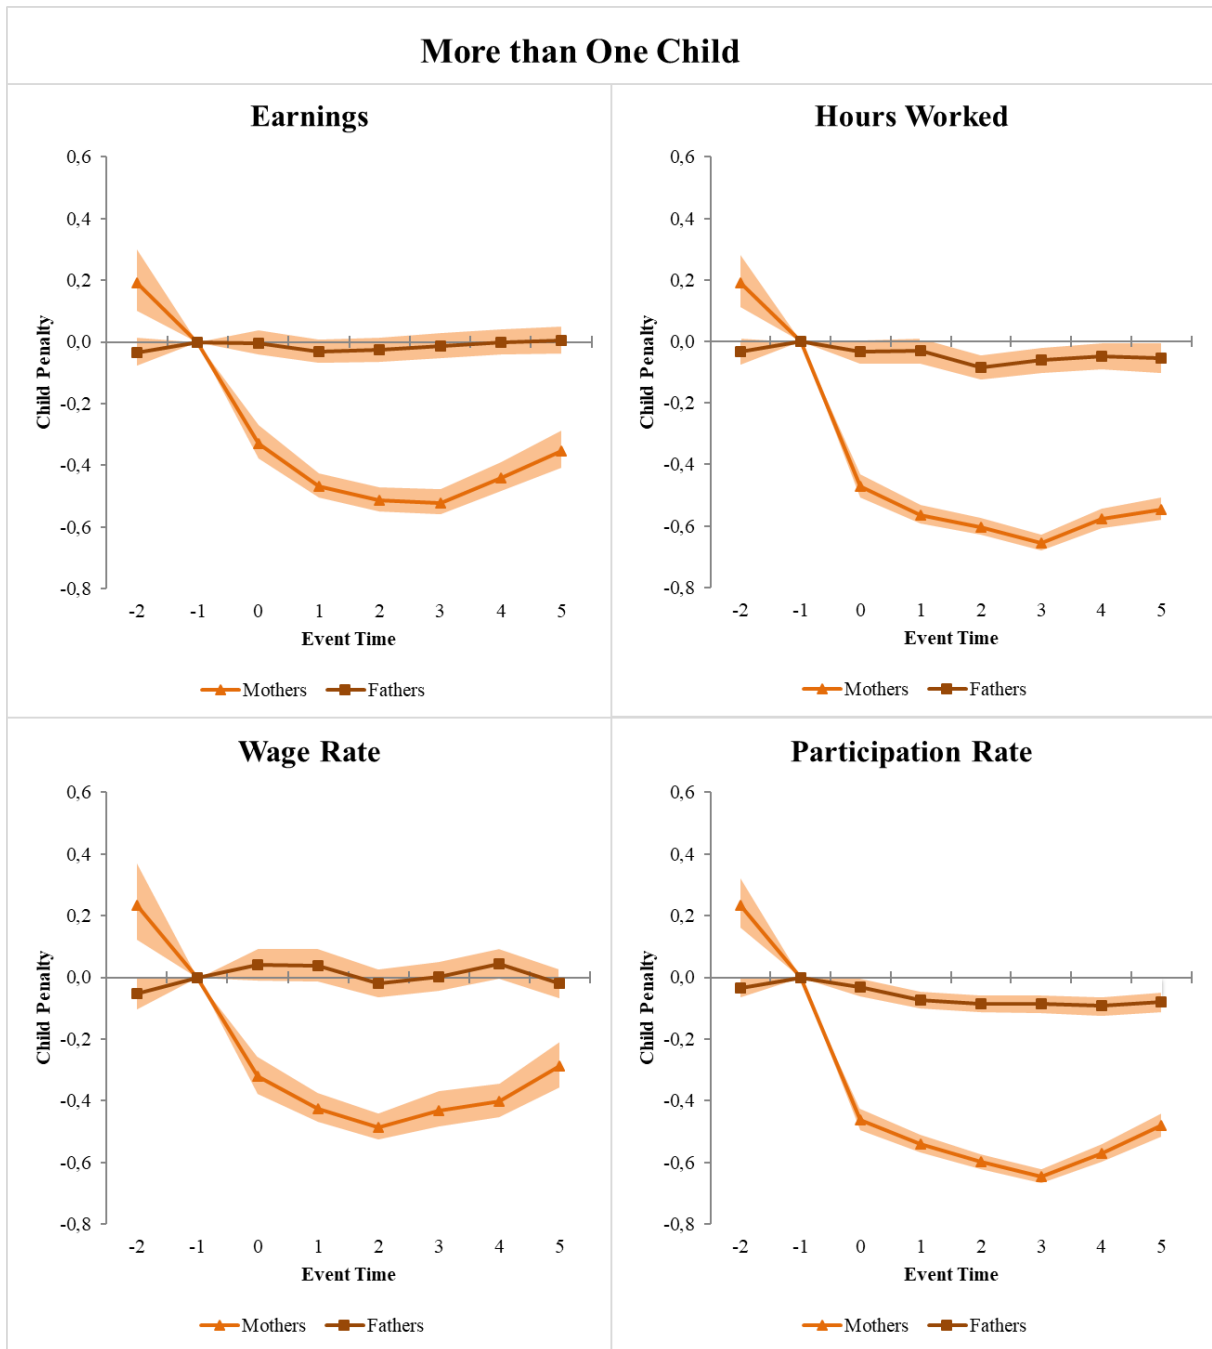 More than One Child
Earnings
0,6
0,4
0,2
0,0
-0,2
-0,4
-0,6
-0,8
Child Penalty
-2 -1 0 1 2 3 4 5
Event Time
Mothers Fathers
Hours Worked
0,6
0,4
0,2
0,0
-0,2
-0,4
-0,6
-0,8
Child Penalty
-2 -1 0 1 2 3 4 5
Event Time
Mothers Fathers
Wage Rate
0,6
0,4
0,2
0,0
-0,2
-0,4
-0,6
-0,8
Child Penalty
-2 -1 0 1 2 3 4 5
Event Time
Mothers Fathers
Participation Rate
0,6
0,4
0,2
0,0
-0,2
-0,4
-0,6
-0,8
Child Penalty
-2 -1 0 1 2 3 4 5
Event Time
Mothers Fathers